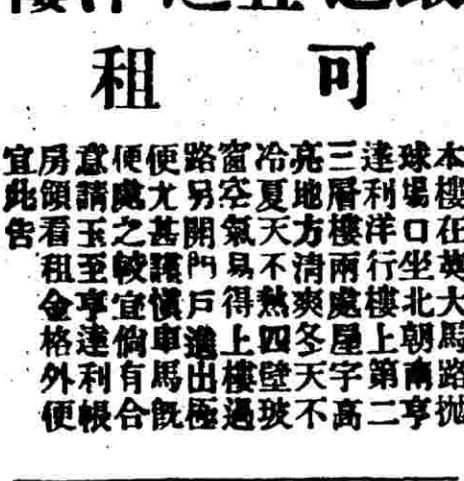 可租
本樓在英大馬路拋
球場口坐北朝南亨
達利洋行樓上第二
三層樓兩處屋字高
亮地方清爽冬天不
冷夏天不熱四壁玻
窗空氣易得上樓過
路另開門戶進出極
便尤甚謹慎車馬既
便處之較宜倘有合
意請玉至亨達利帳
房領看租金格外便
宜此告